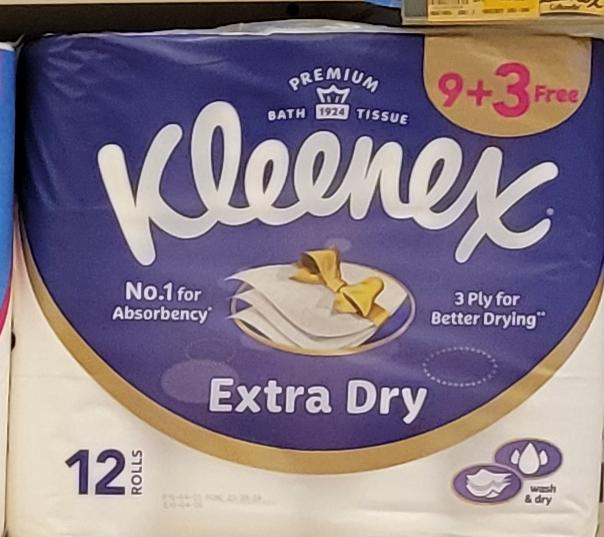 PREMIUM
1924
BATH TISSUE
9+3 Free
Kleenex
No.1 for
Absorbency*
3 Ply for
Better Drying**
Extra Dry
12 ROLLS
wash
& dry